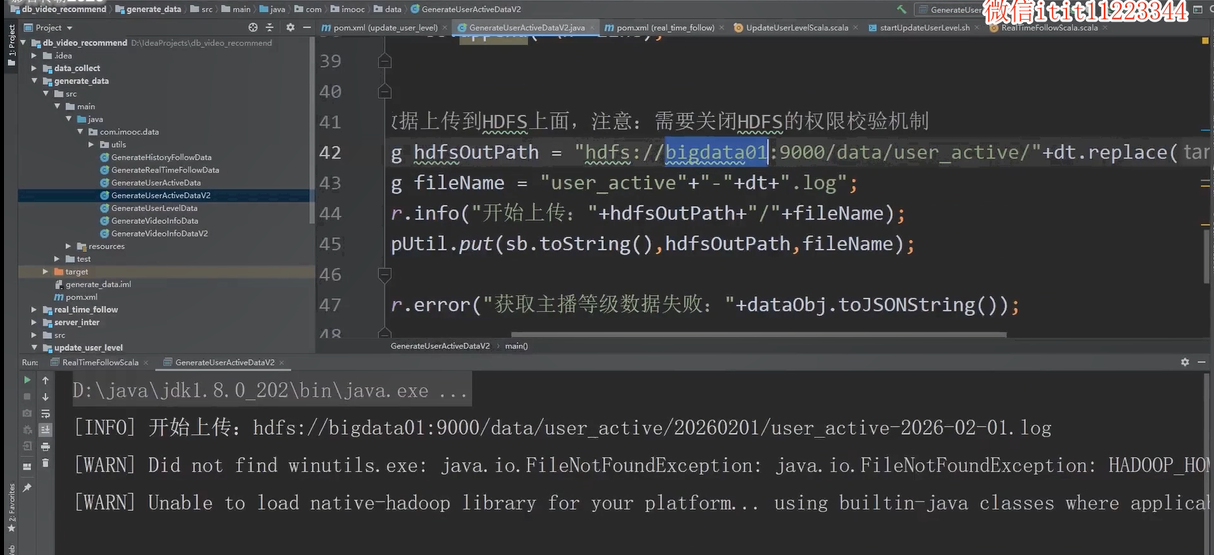 微信itit11223344
db_video_recommend generate_data src main java com imooc data GenerateUserActiveDataV2
Project
pom.xml (update_user_level) GenerateUserActiveDataV2.java pom.xml (real_time_follow) UpdateUserLevelScala.scala startUpdateUserLevel.sh RealTimeFollowScala.scala
1: Project
db_video_recommend D:\IdeaProjects\db_video_recommend
.idea
data_collect
generate_data
src
main
java
com.imooc.data
utils
GenerateHistoryFollowData
GenerateRealTimeFollowData
GenerateUserActiveData
GenerateUserActiveDataV2
GenerateUserLevelData
GenerateVideoInfoData
GenerateVideoInfoDataV2
resources
test
target
generate_data.iml
pom.xml
real_time_follow
server_inter
src
update_user_level
39
40
41 据上传到HDFS上面，注意：需要关闭HDFS的权限校验机制
42 g hdfsOutPath = "hdfs://bigdata01:9000/data/user_active/"+dt.replace( tar
43 g fileName = "user_active"+"-"+dt+".log";
44 r.info("开始上传："+hdfsOutPath+"/"+fileName);
45 pUtil.put(sb.toString(),hdfsOutPath,fileName);
46
47 r.error("获取主播等级数据失败："+dataObj.toJSONString());
48
GenerateUserActiveDataV2 main()
Run: RealTimeFollowScala GenerateUserActiveDataV2
D:\java\jdk1.8.0_202\bin\java.exe ...
[INFO] 开始上传：hdfs://bigdata01:9000/data/user_active/20260201/user_active-2026-02-01.log
[WARN] Did not find winutils.exe: java.io.FileNotFoundException: java.io.FileNotFoundException: HADOOP_HO
[WARN] Unable to load native-hadoop library for your platform... using builtin-java classes where applica
2: Favorites